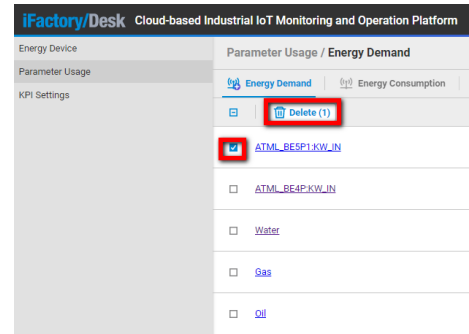 iFactory/Desk Cloud-based Industrial IoT Monitoring and Operation Platform
Energy Device
Parameter Usage
KPI Settings
Parameter Usage / Energy Demand
Energy Demand Energy Consumption
Delete (1)
ATML_BE5P1:KW_IN
ATML_BE4P:KW_IN
Water
Gas
Oil